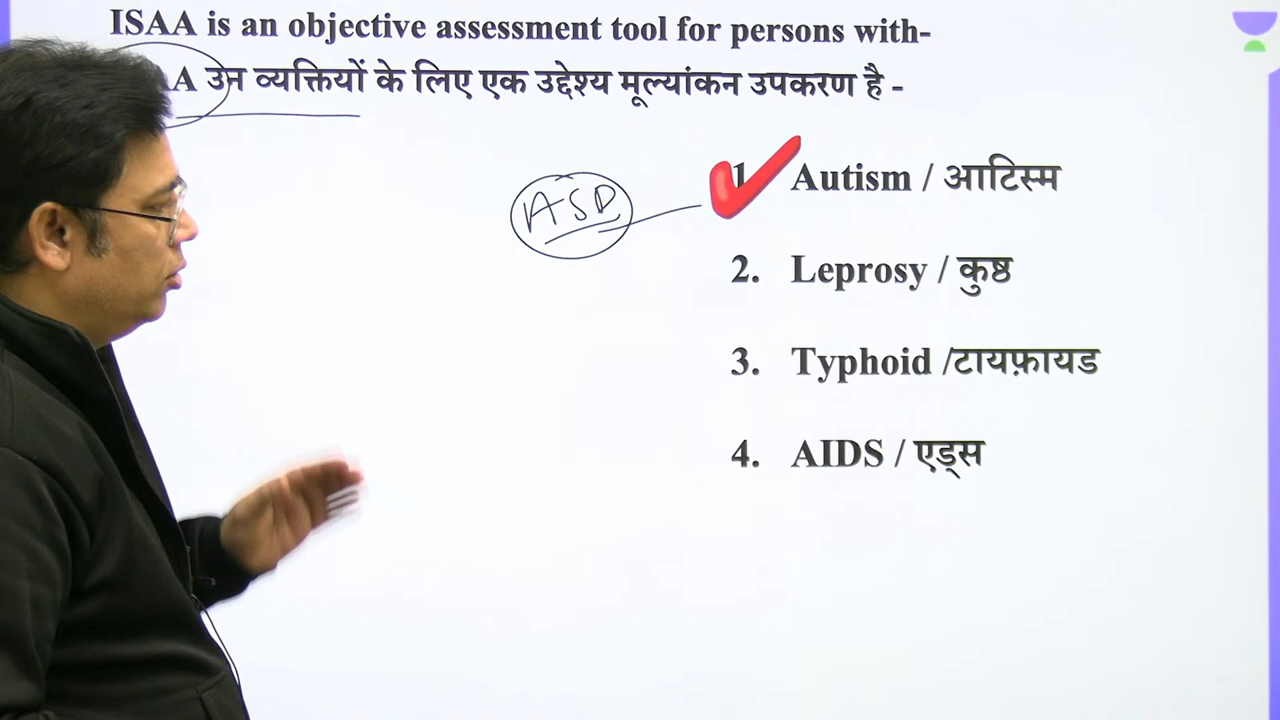 ISAA is an objective assessment tool for persons with-
A उन व्यक्तियों के लिए एक उद्देश्य मूल्यांकन उपकरण है -
ASD
1. Autism / आटिस्म
2. Leprosy / कुष्ठ
3. Typhoid /टायफ़ायड
4. AIDS / एड्स